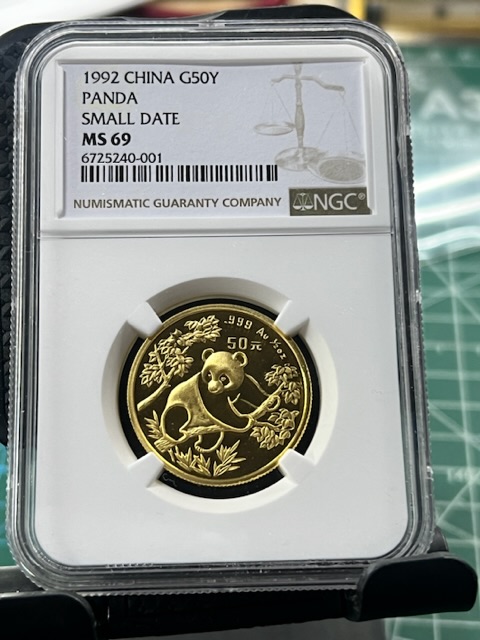 1992 CHINA G50Y
PANDA
SMALL DATE
MS 69
6725240-001
NUMISMATIC GUARANTY COMPANY
NGC®
.999 Au ½oz
50元